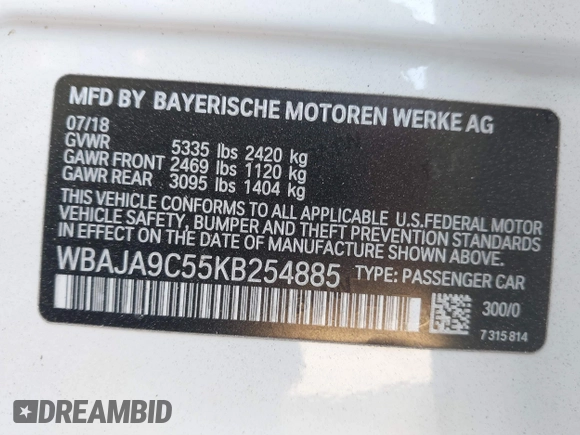 MFD BY BAYERISCHE MOTOREN WERKE AG
07/18
GVWR 5335 lbs 2420 kg
GAWR FRONT 2469 lbs 1120 kg
GAWR REAR 3095 lbs 1404 kg
THIS VEHICLE CONFORMS TO ALL APPLICABLE U.S.FEDERAL MOTOR
VEHICLE SAFETY, BUMPER AND THEFT PREVENTION STANDARDS
IN EFFECT ON THE DATE OF MANUFACTURE SHOWN ABOVE.
WBAJA9C55KB254885 TYPE: PASSENGER CAR
300/0
7 315 814
DREAMBID